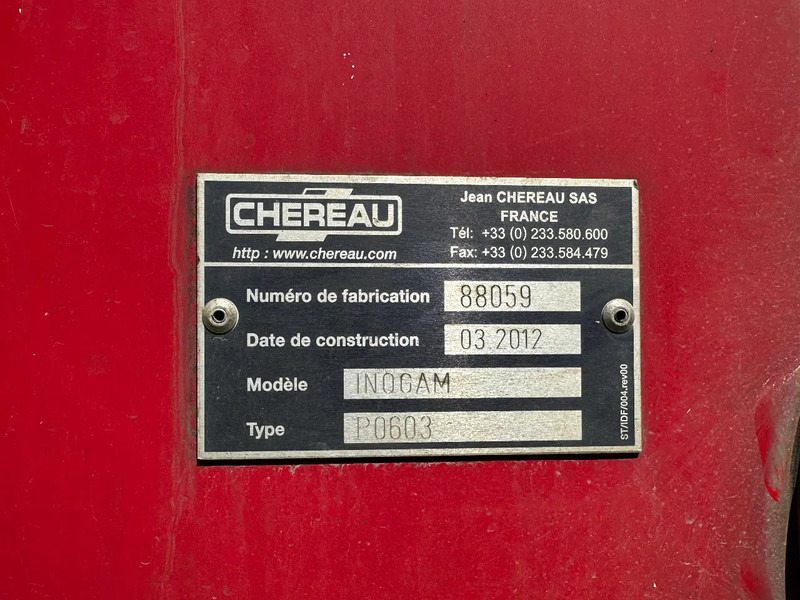 CHEREAU
http : www.chereau.com
Jean CHEREAU SAS
FRANCE
Tél: +33 (0) 233.580.600
Fax: +33 (0) 233.584.479
Numéro de fabrication 88059
Date de construction 03 2012
Modèle INOGAM
Type P0603
ST/IDF/004.rev00